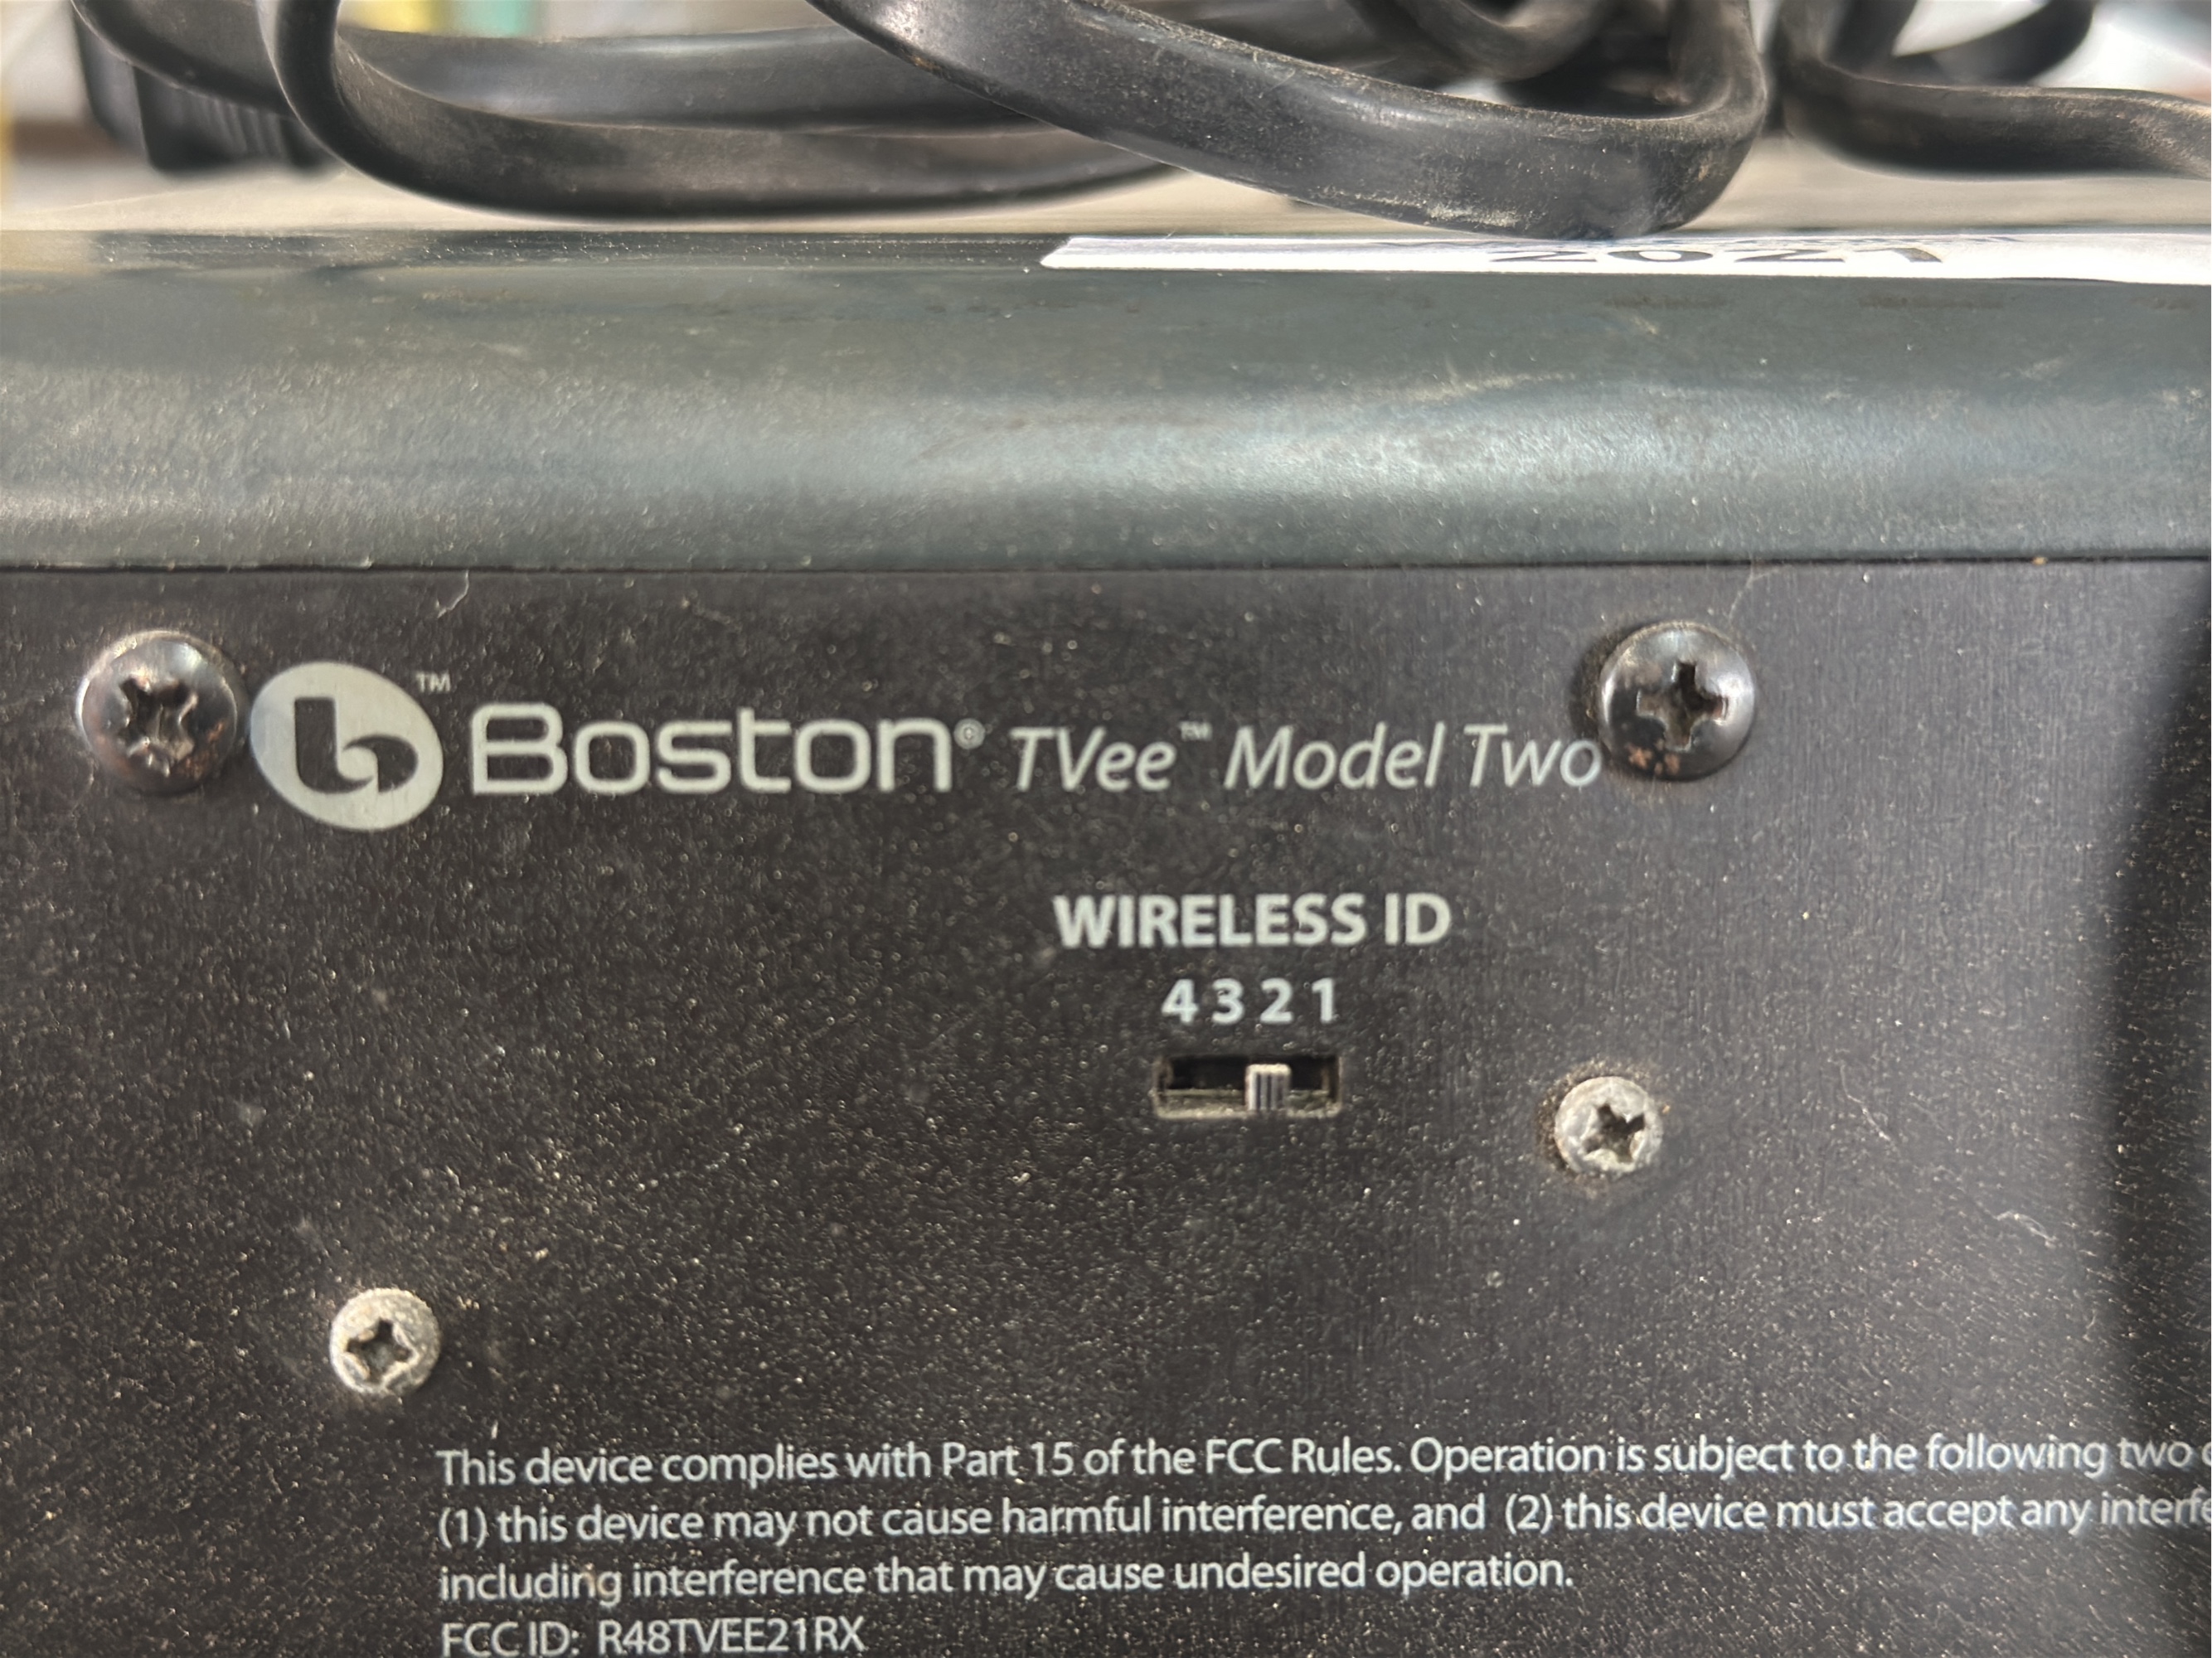 2021
b™ Boston® TVee™ Model Two
WIRELESS ID
4 3 2 1
This device complies with Part 15 of the FCC Rules. Operation is subject to the following two
(1) this device may not cause harmful interference, and (2) this device must accept any
including interference that may cause undesired operation.
FCC ID: R48TVEE21RX